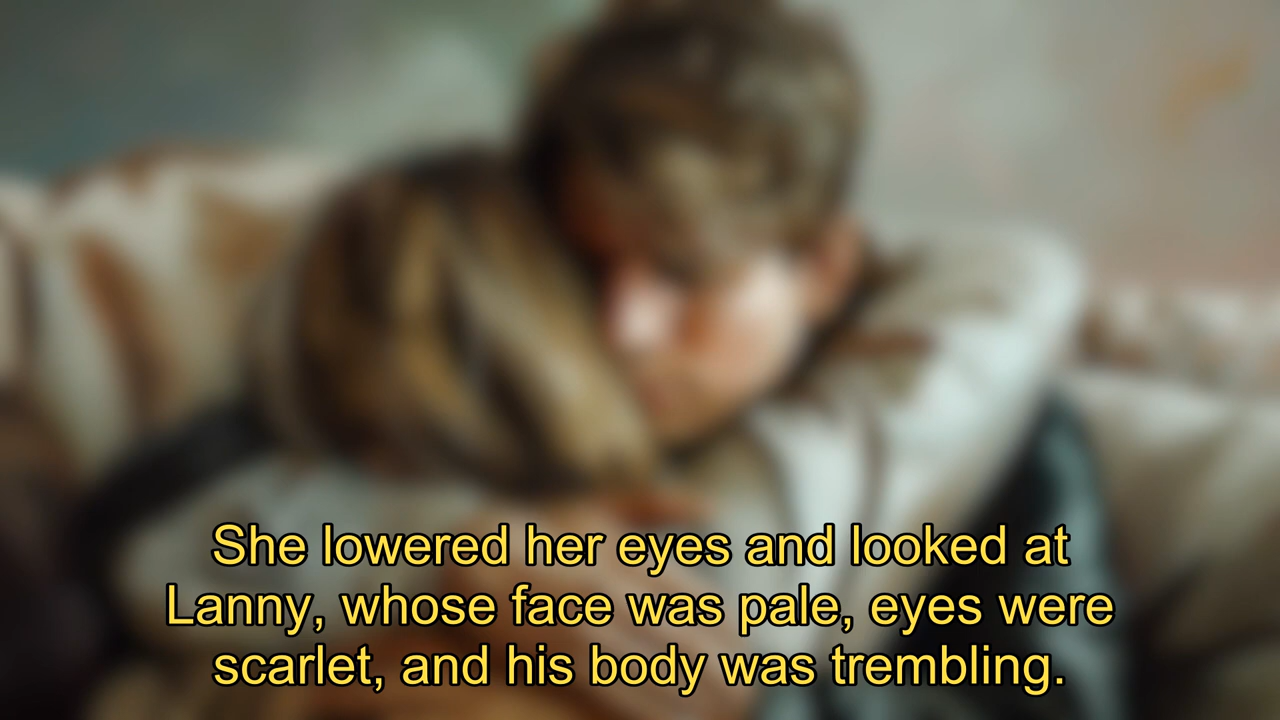 She lowered her eyes and looked at
Lanny, whose face was pale, eyes were
scarlet, and his body was trembling.